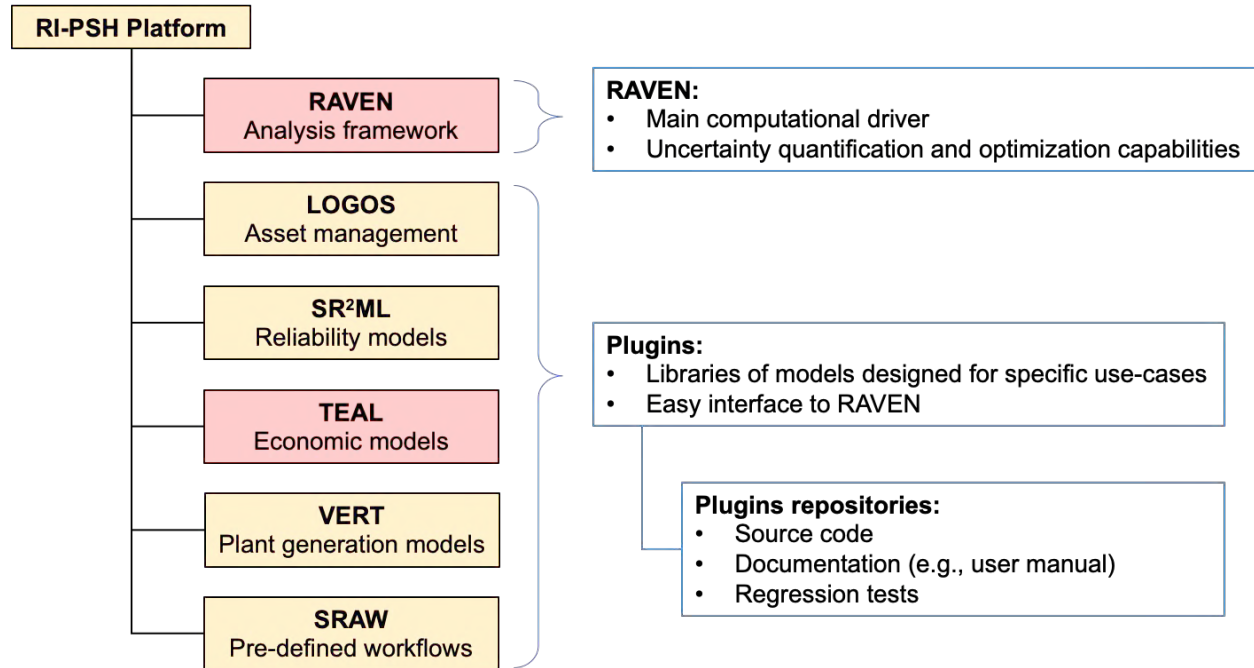 RI-PSH Platform
RAVEN
Analysis framework
LOGOS
Asset management
SR²ML
Reliability models
TEAL
Economic models
VERT
Plant generation models
SRAW
Pre-defined workflows
RAVEN:
• Main computational driver
• Uncertainty quantification and optimization capabilities
Plugins:
• Libraries of models designed for specific use-cases
• Easy interface to RAVEN
Plugins repositories:
• Source code
• Documentation (e.g., user manual)
• Regression tests